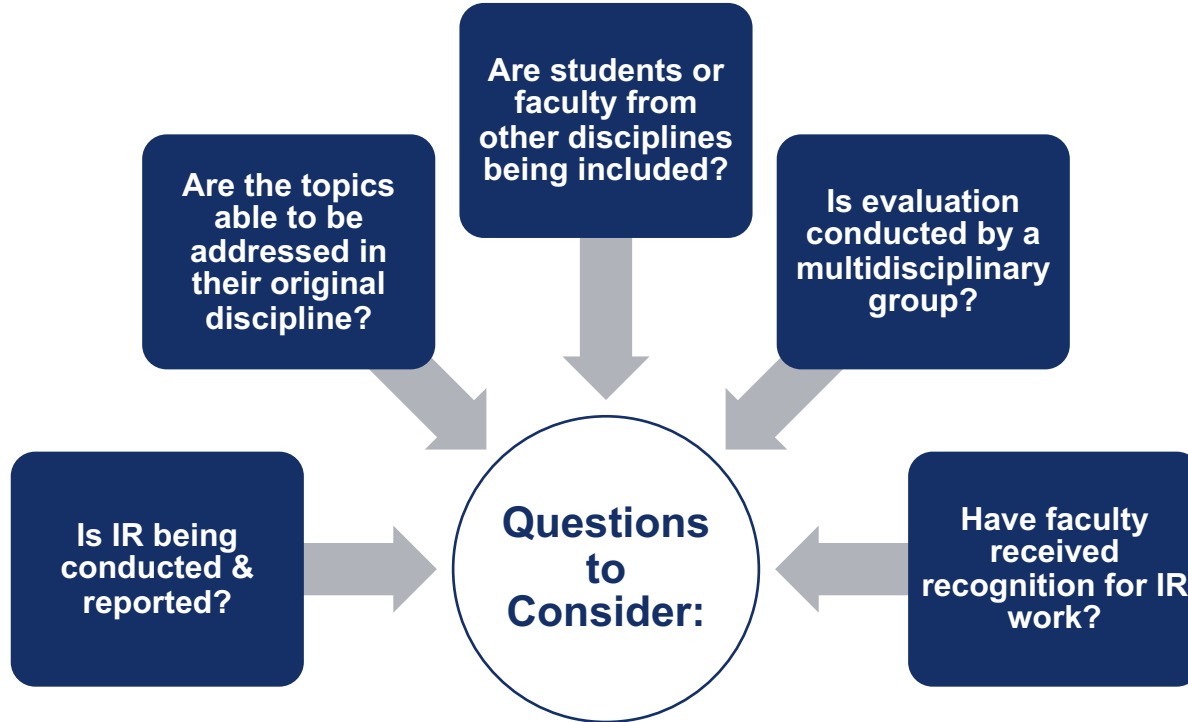 Are students or
faculty from
other disciplines
being included?
Are the topics
able to be
addressed in
their original
discipline?
Is evaluation
conducted by a
multidisciplinary
group?
Is IR being
conducted &
reported?
Questions
to
Consider:
Have faculty
received
recognition for IR
work?